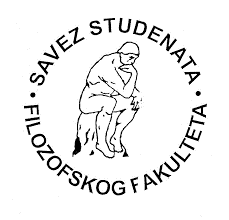 • SAVEZ STUDENATA •
FILOZOFSKOG FAKULTETA